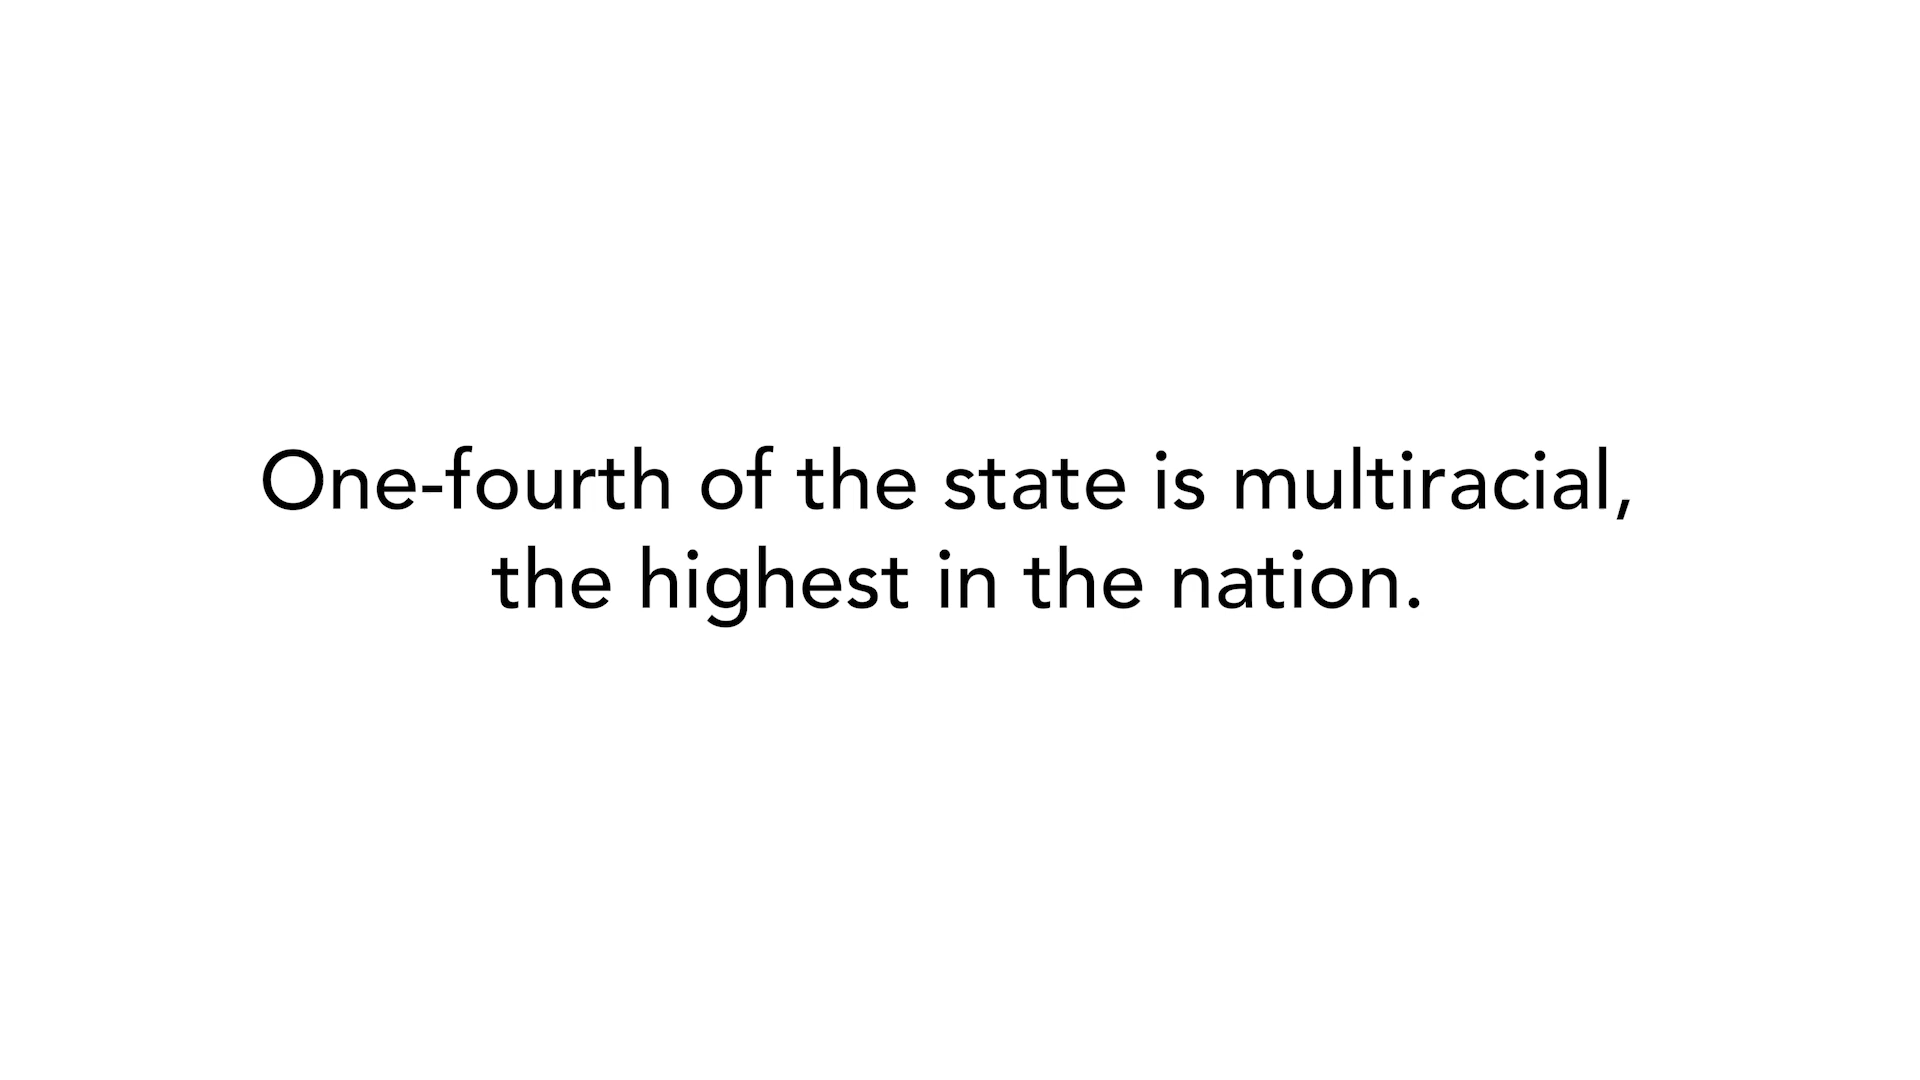 One-fourth of the state is multiracial,
the highest in the nation.